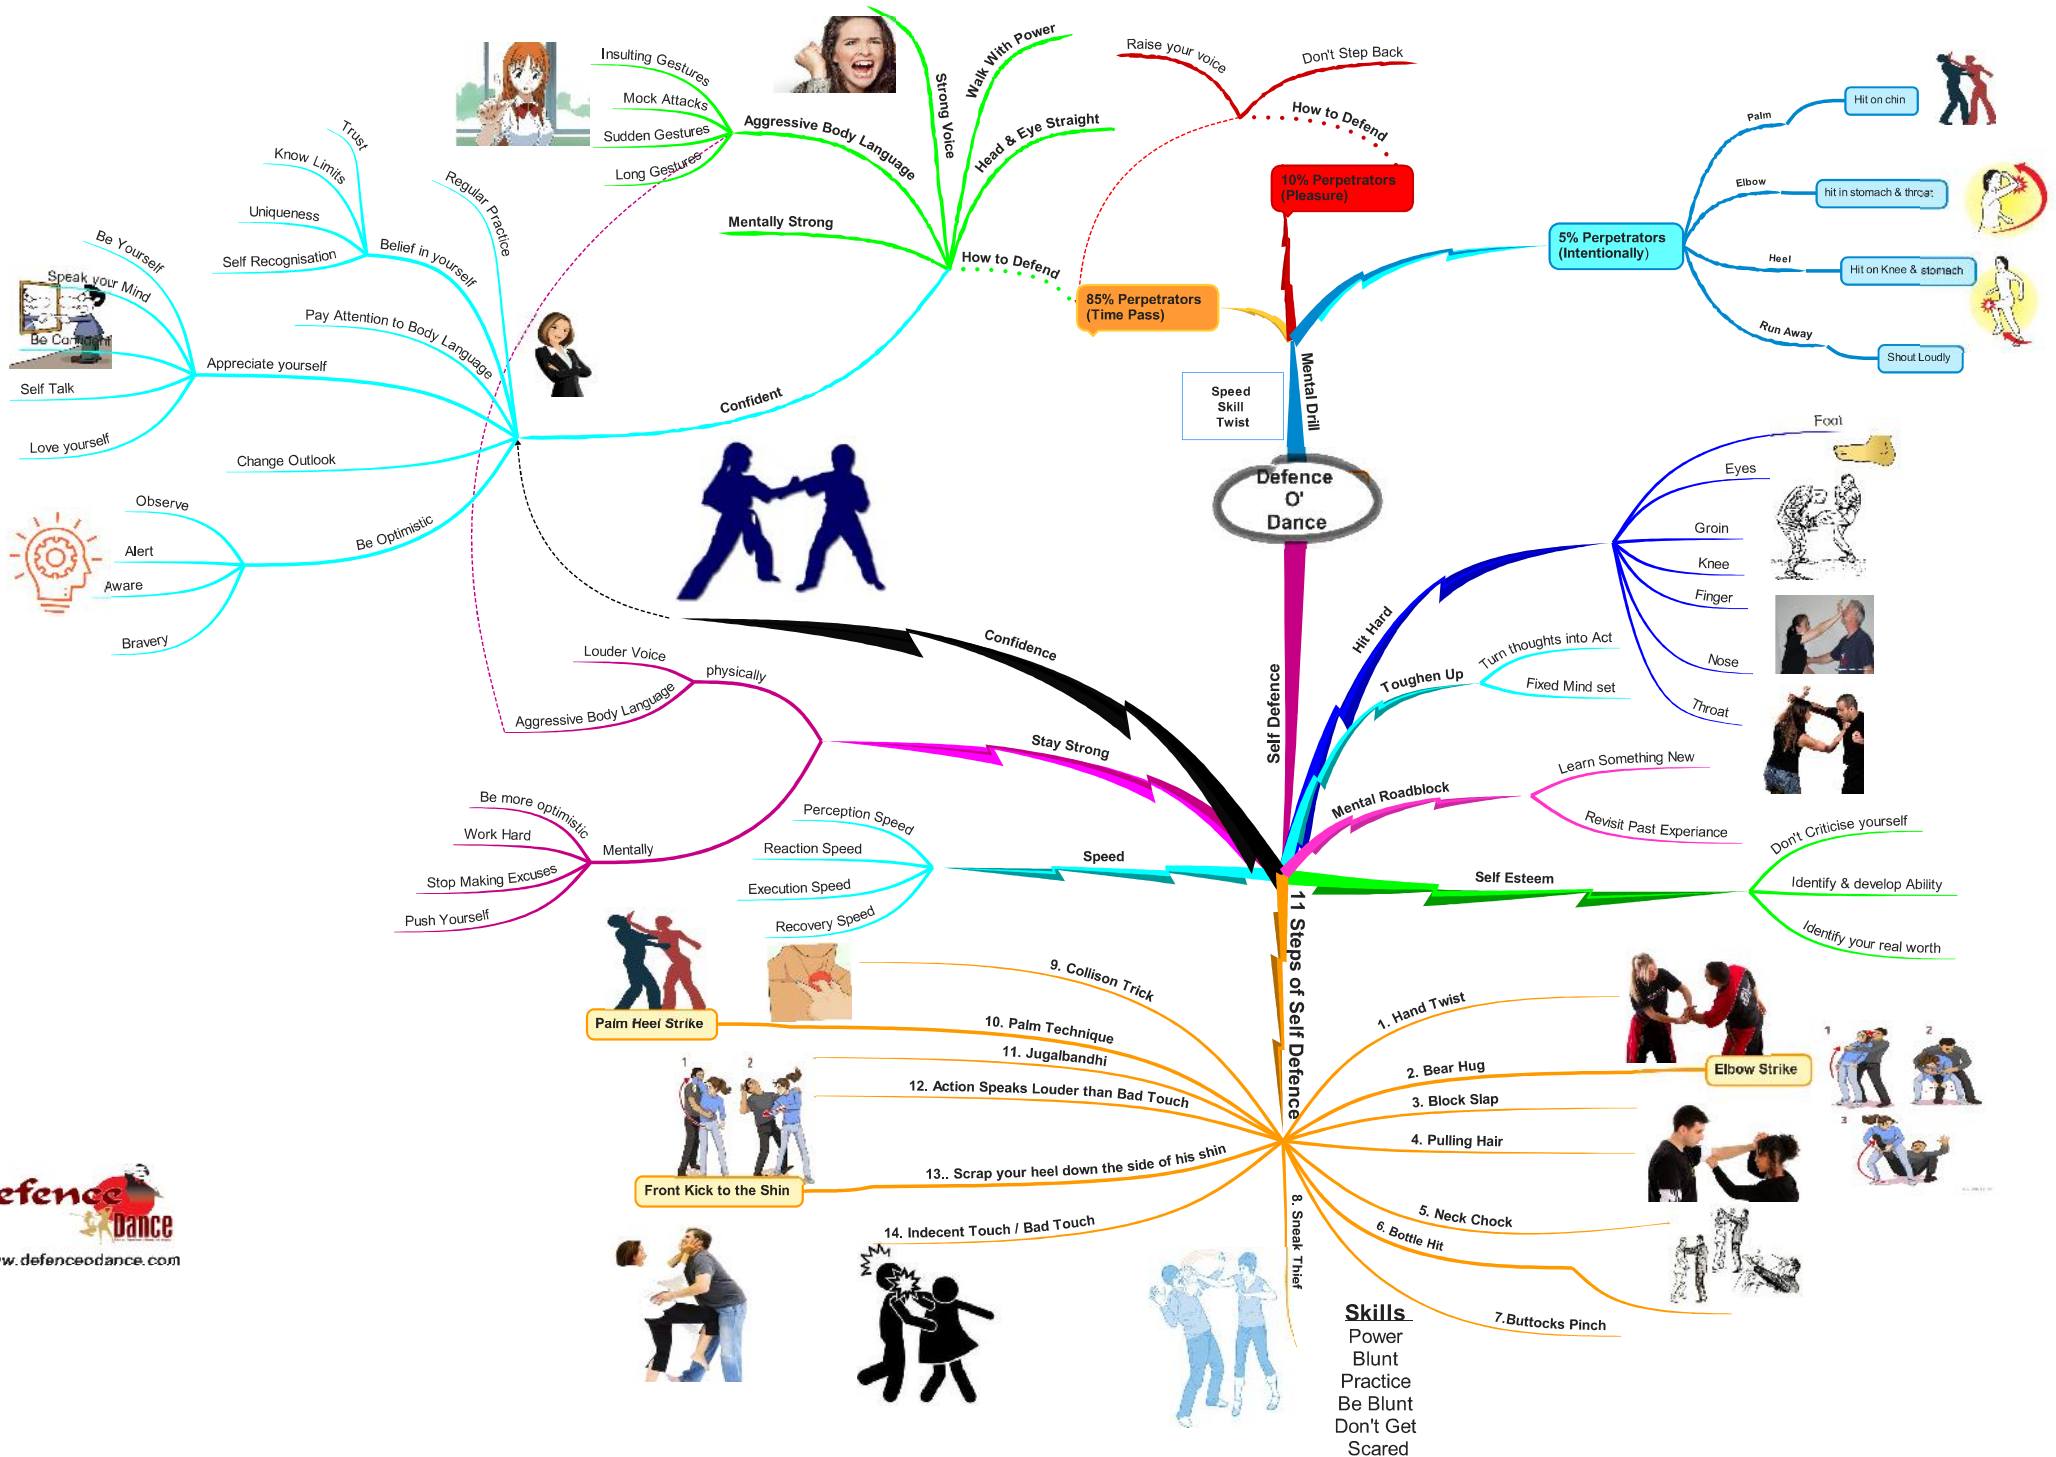 Defence
O'
Dance
Mental Drill
Speed
Skill
Twist
85% Perpetrators
(Time Pass)
How to Defend
Mentally Strong
Aggressive Body Language
Insulting Gestures
Mock Attacks
Sudden Gestures
Long Gestures
Strong Voice
Walk With Power
Head & Eye Straight
Confident
Regular Practice
Belief in yourself
Trust
Know Limits
Uniqueness
Self Recognisation
Pay Attention to Body Language
Appreciate yourself
Be Yourself
Speak your Mind
Be Confident
Self Talk
Love yourself
Change Outlook
Be Optimistic
Observe
Alert
Aware
Bravery
10% Perpetrators
(Pleasure)
How to Defend
Raise your voice
Don't Step Back
5% Perpetrators
(Intentionally)
Palm
Hit on chin
Elbow
hit in stomach & throat
Heel
Hit on Knee & stomach
Run Away
Shout Loudly
Self Defence
Hit Hard
Foot
Eyes
Groin
Knee
Finger
Nose
Throat
Toughen Up
Turn thoughts into Act
Fixed Mind set
Mental Roadblock
Learn Something New
Revisit Past Experiance
Self Esteem
Don't Criticise yourself
Identify & develop Ability
Identify your real worth
Confidence
Stay Strong
physically
Louder Voice
Aggressive Body Language
Mentally
Be more optimistic
Work Hard
Stop Making Excuses
Push Yourself
Speed
Perception Speed
Reaction Speed
Execution Speed
Recovery Speed
11 Steps of Self Defence
1. Hand Twist
2. Bear Hug
Elbow Strike
1
2
3
3. Block Slap
4. Pulling Hair
5. Neck Chock
6. Bottle Hit
7.Buttocks Pinch
8. Sneak Thief
9. Collison Trick
10. Palm Technique
Palm Heel Strike
11. Jugalbandhi
12. Action Speaks Louder than Bad Touch
1
2
13.. Scrap your heel down the side of his shin
Front Kick to the Shin
14. Indecent Touch / Bad Touch
Skills
Power
Blunt
Practice
Be Blunt
Don't Get
Scared
efence
Dance
w.defenceodance.com